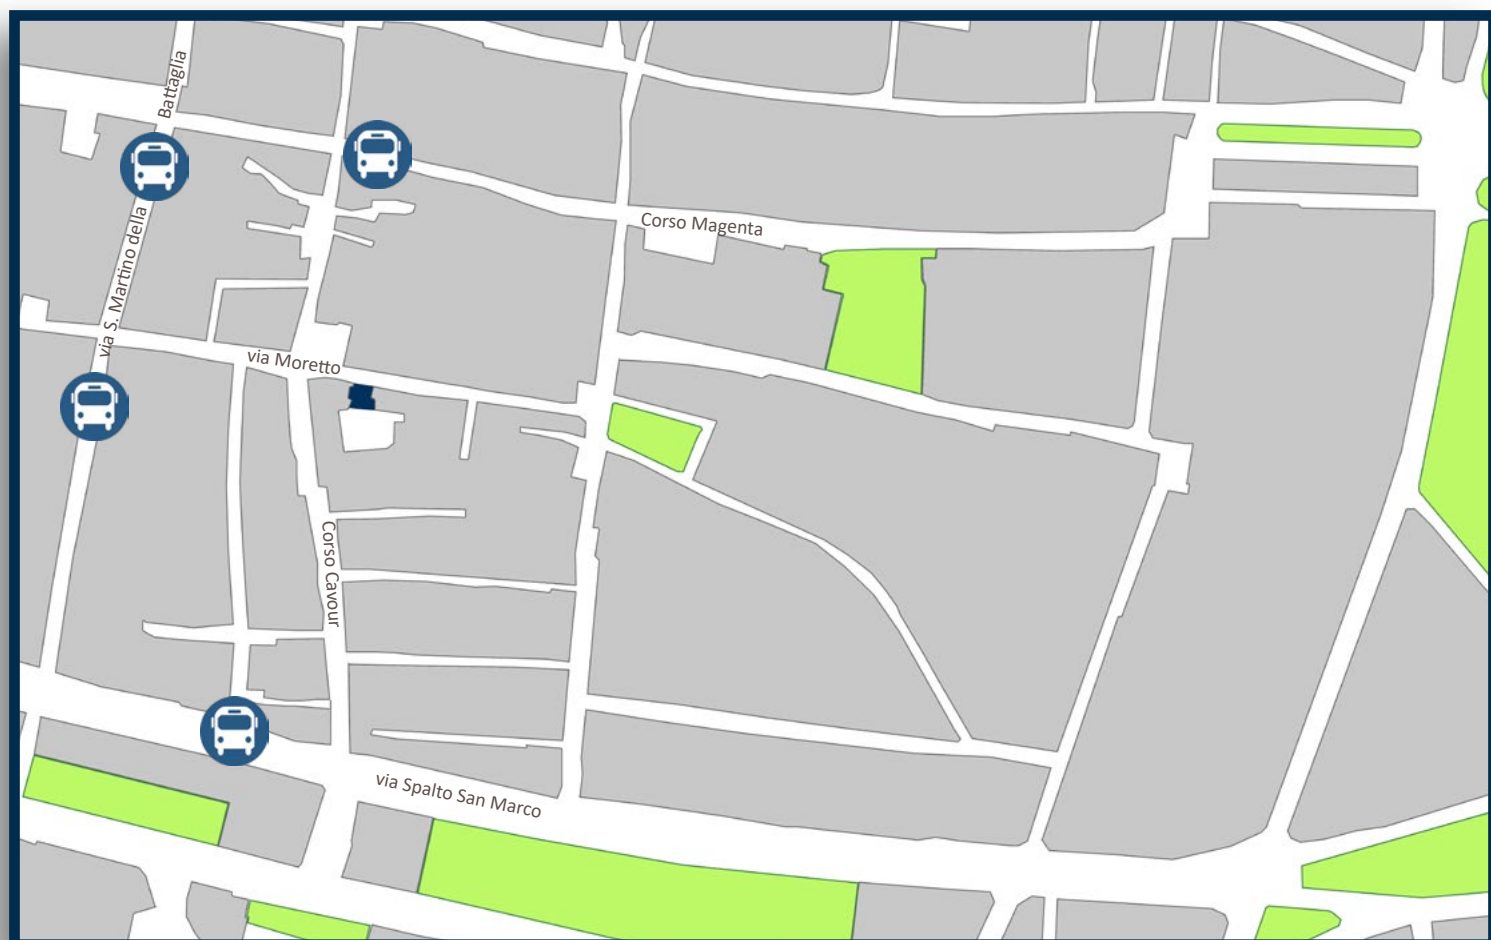 via S. Martino della Battaglia
Corso Magenta
via Moretto
Corso Cavour
via Spalto San Marco